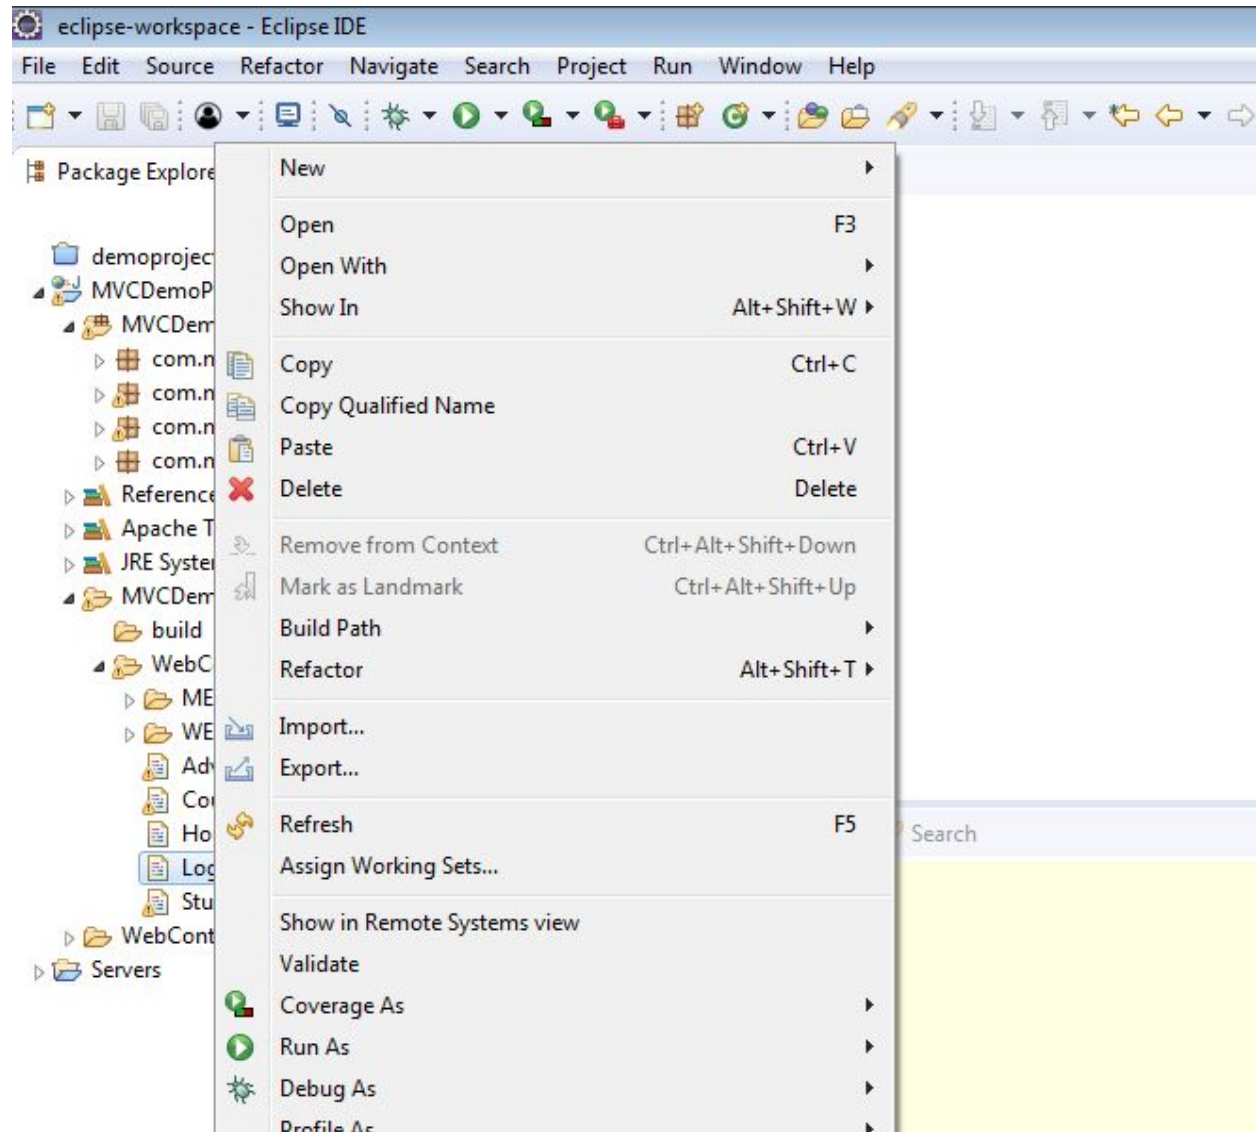 eclipse-workspace - Eclipse IDE
File Edit Source Refactor Navigate Search Project Run Window Help
Package Explore
New
Open F3
demoprojec
Open With
MVCDemoP
Show In Alt+Shift+W
MVCDem
com.n
Copy Ctrl+C
com.n
Copy Qualified Name
com.n
Paste Ctrl+V
com.n
Reference
Delete Delete
Apache T
Remove from Context Ctrl+Alt+Shift+Down
JRE Syster
Mark as Landmark Ctrl+Alt+Shift+Up
MVCDem
build
Build Path
WebC
Refactor Alt+Shift+T
ME
WE
Import...
Adv
Export...
Co
Ho
Refresh F5
Search
Log
Assign Working Sets...
Stu
Show in Remote Systems view
WebCont
Servers
Validate
Coverage As
Run As
Debug As
Profile As